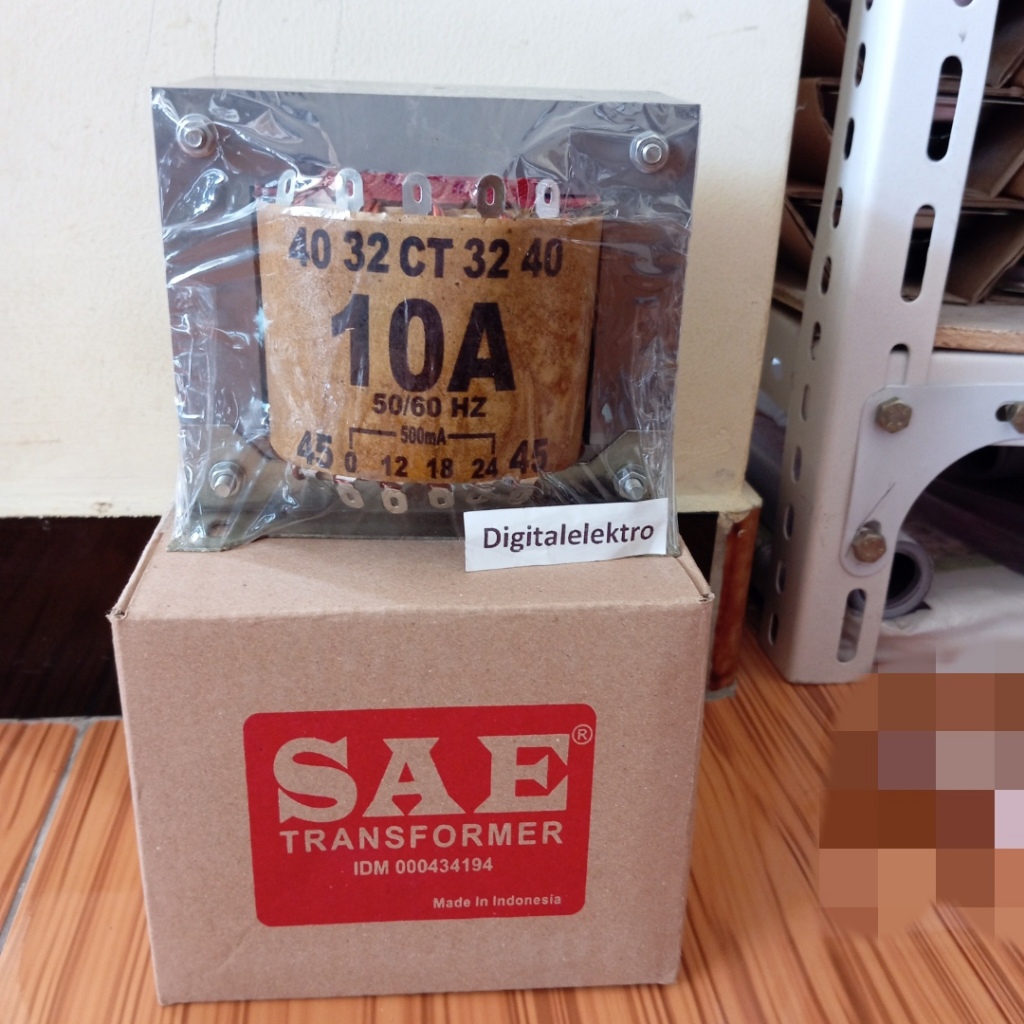 40 32 CT 32 40
10A
50/60 HZ
500mA
45 0 12 18 24 45
Digitalelektro
SAE®
TRANSFORMER
IDM 000434194
Made In Indonesia